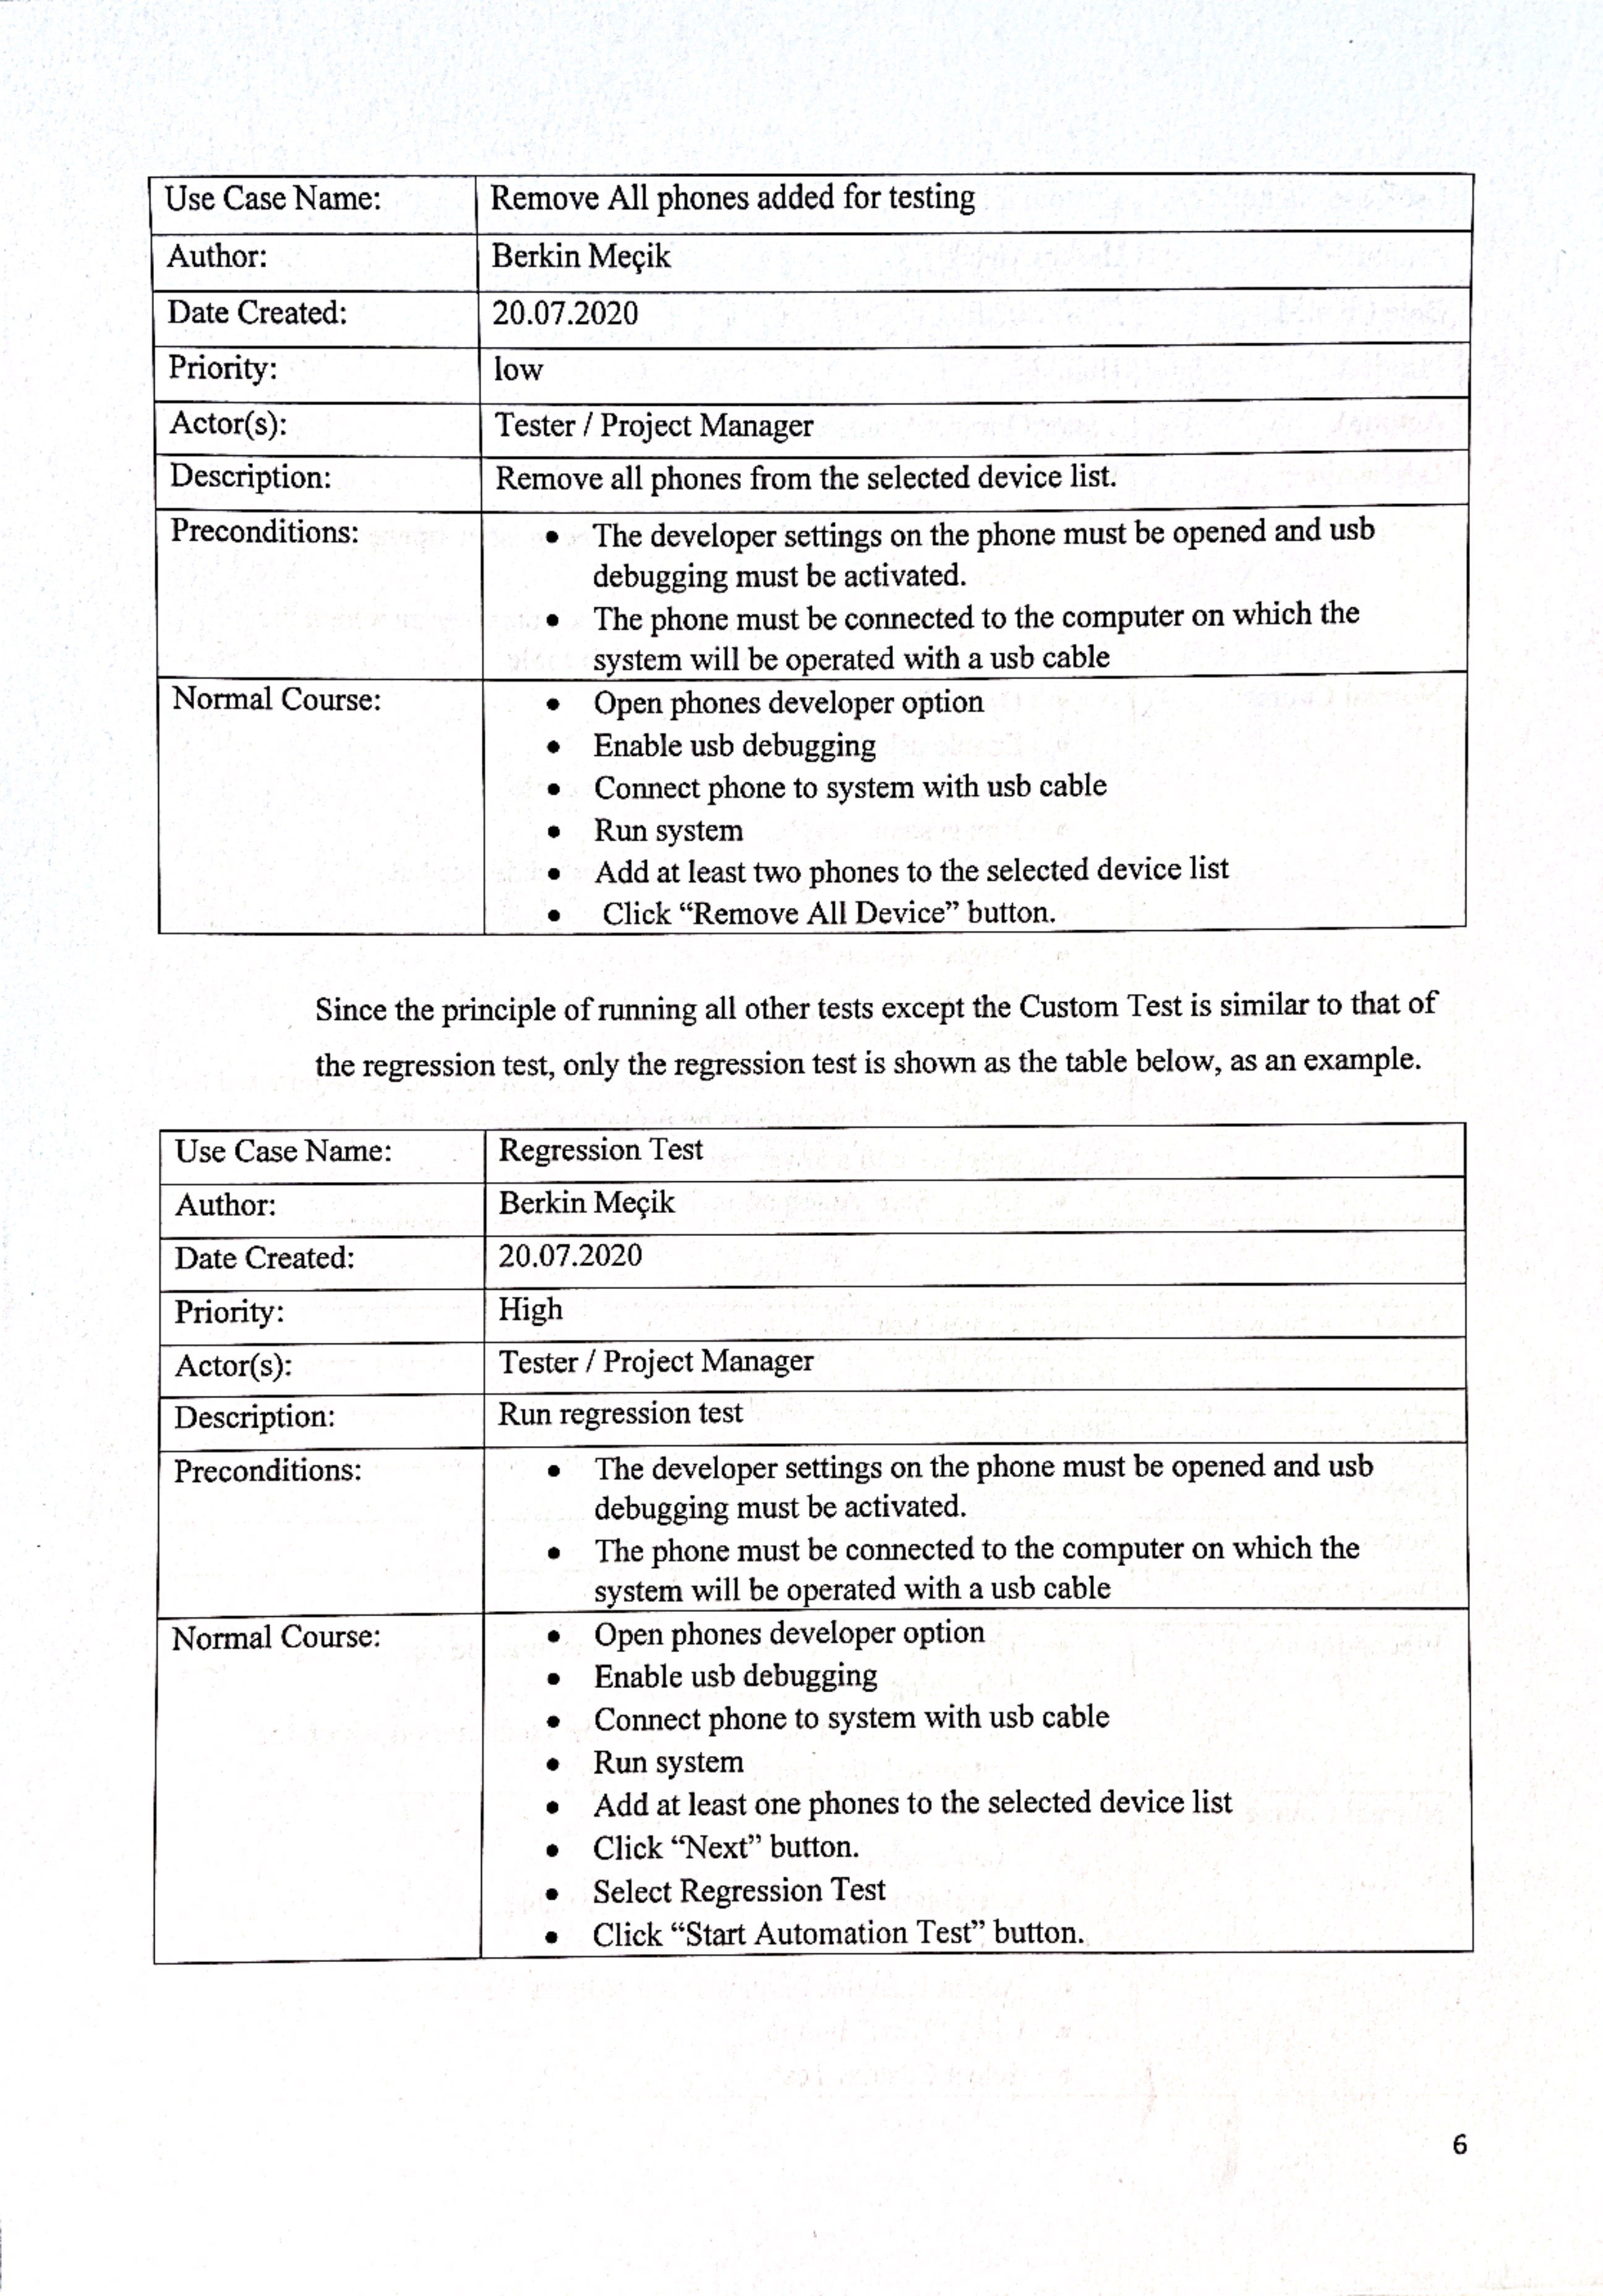 Use Case Name: Remove All phones added for testing
Author: Berkin Meçik
Date Created: 20.07.2020
Priority: low
Actor(s): Tester / Project Manager
Description: Remove all phones from the selected device list.
Preconditions: • The developer settings on the phone must be opened and usb
debugging must be activated.
• The phone must be connected to the computer on which the
system will be operated with a usb cable
Normal Course: • Open phones developer option
• Enable usb debugging
• Connect phone to system with usb cable
• Run system
• Add at least two phones to the selected device list
• Click “Remove All Device” button.
Since the principle of running all other tests except the Custom Test is similar to that of
the regression test, only the regression test is shown as the table below, as an example.
Use Case Name: Regression Test
Author: Berkin Meçik
Date Created: 20.07.2020
Priority: High
Actor(s): Tester / Project Manager
Description: Run regression test
Preconditions: • The developer settings on the phone must be opened and usb
debugging must be activated.
• The phone must be connected to the computer on which the
system will be operated with a usb cable
Normal Course: • Open phones developer option
• Enable usb debugging
• Connect phone to system with usb cable
• Run system
• Add at least one phones to the selected device list
• Click “Next” button.
• Select Regression Test
• Click “Start Automation Test” button.
6